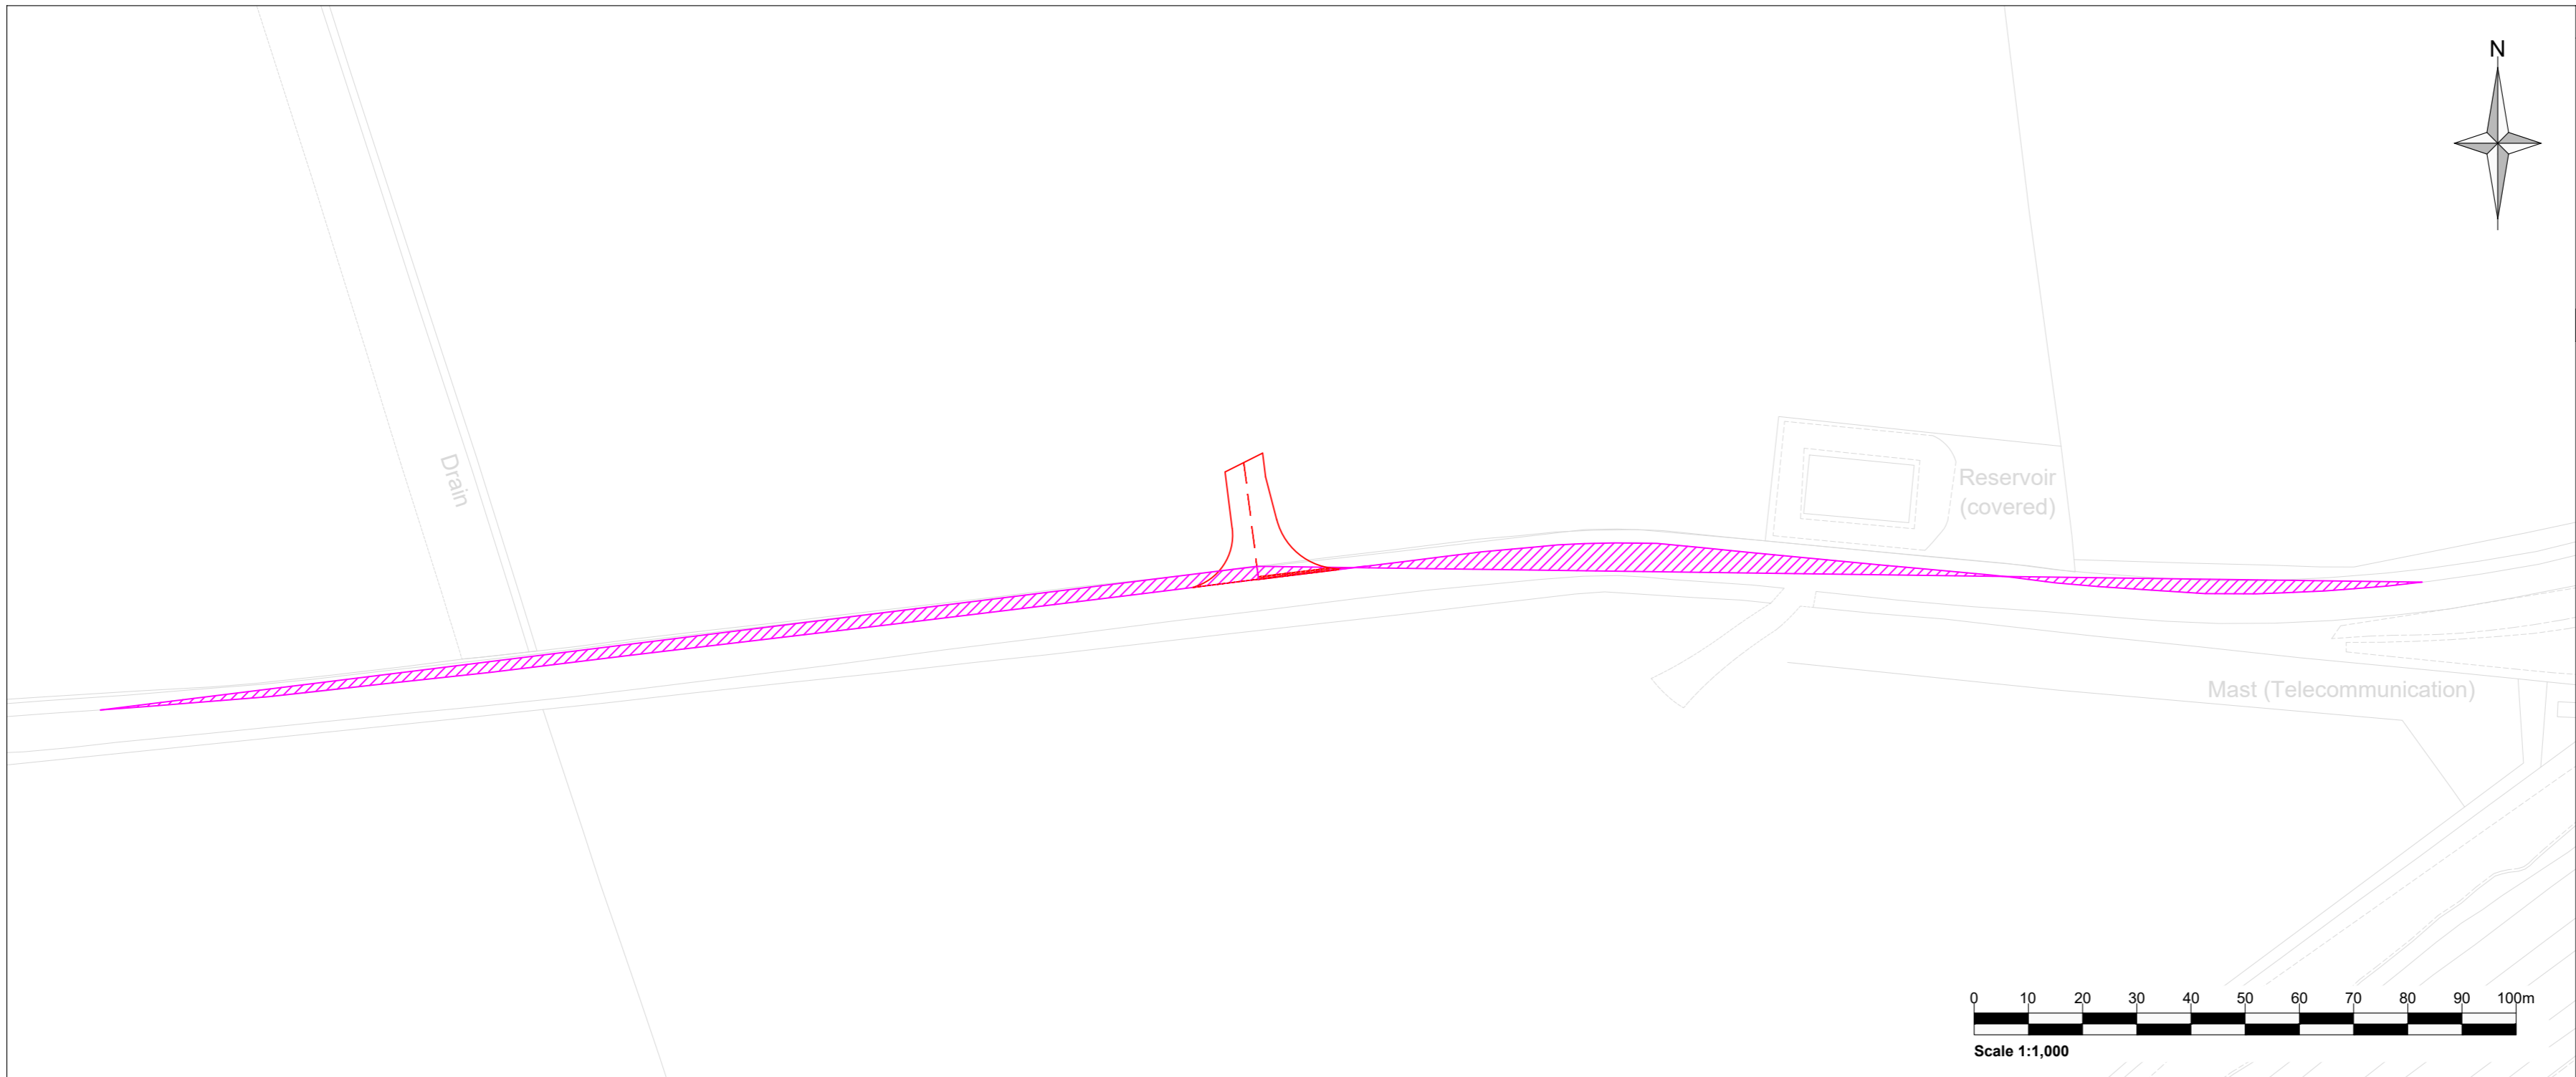 N
Drain
Reservoir
(covered)
Mast (Telecommunication)
0 10 20 30 40 50 60 70 80 90 100m
Scale 1:1,000